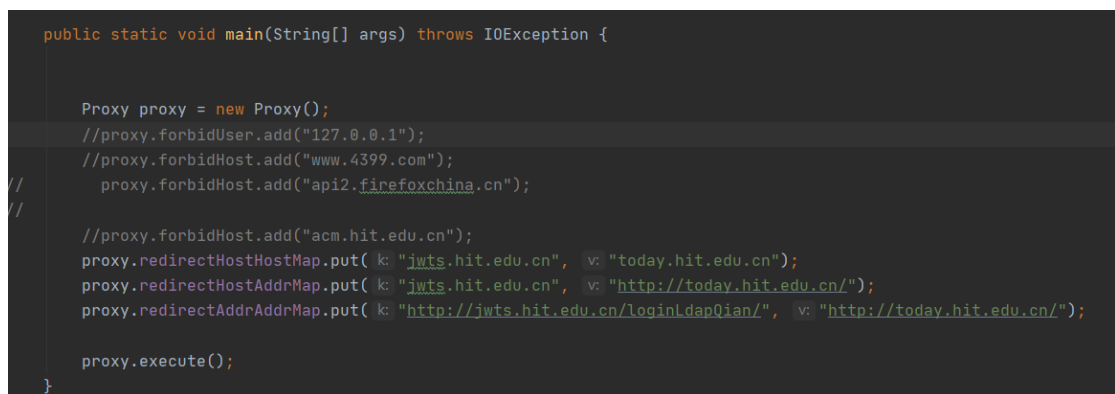 public static void main(String[] args) throws IOException {
Proxy proxy = new Proxy();
//proxy.forbidUser.add("127.0.0.1");
//proxy.forbidHost.add("www.4399.com");
// proxy.forbidHost.add("api2.firefoxchina.cn");
//
//proxy.forbidHost.add("acm.hit.edu.cn");
proxy.redirectHostHostMap.put( k: "jwts.hit.edu.cn", v: "today.hit.edu.cn");
proxy.redirectHostAddrMap.put( k: "jwts.hit.edu.cn", v: "http://today.hit.edu.cn/");
proxy.redirectAddrAddrMap.put( k: "http://jwts.hit.edu.cn/loginLdapQian/", v: "http://today.hit.edu.cn/");
proxy.execute();
}